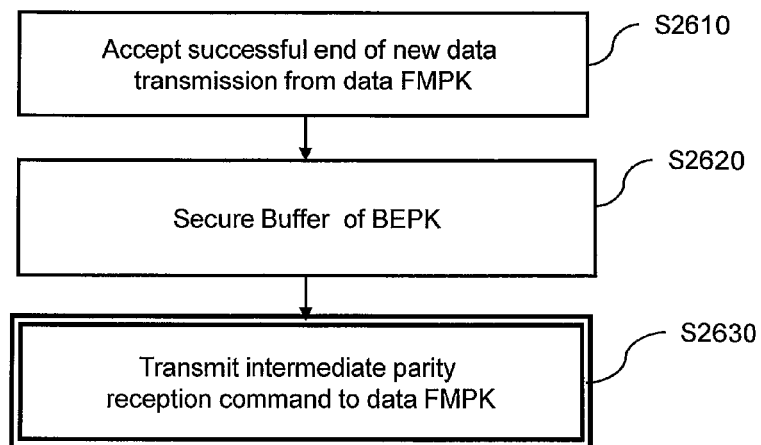 S2610
Accept successful end of new data
transmission from data FMPK
S2620
Secure Buffer of BEPK
S2630
Transmit intermediate parity
reception command to data FMPK